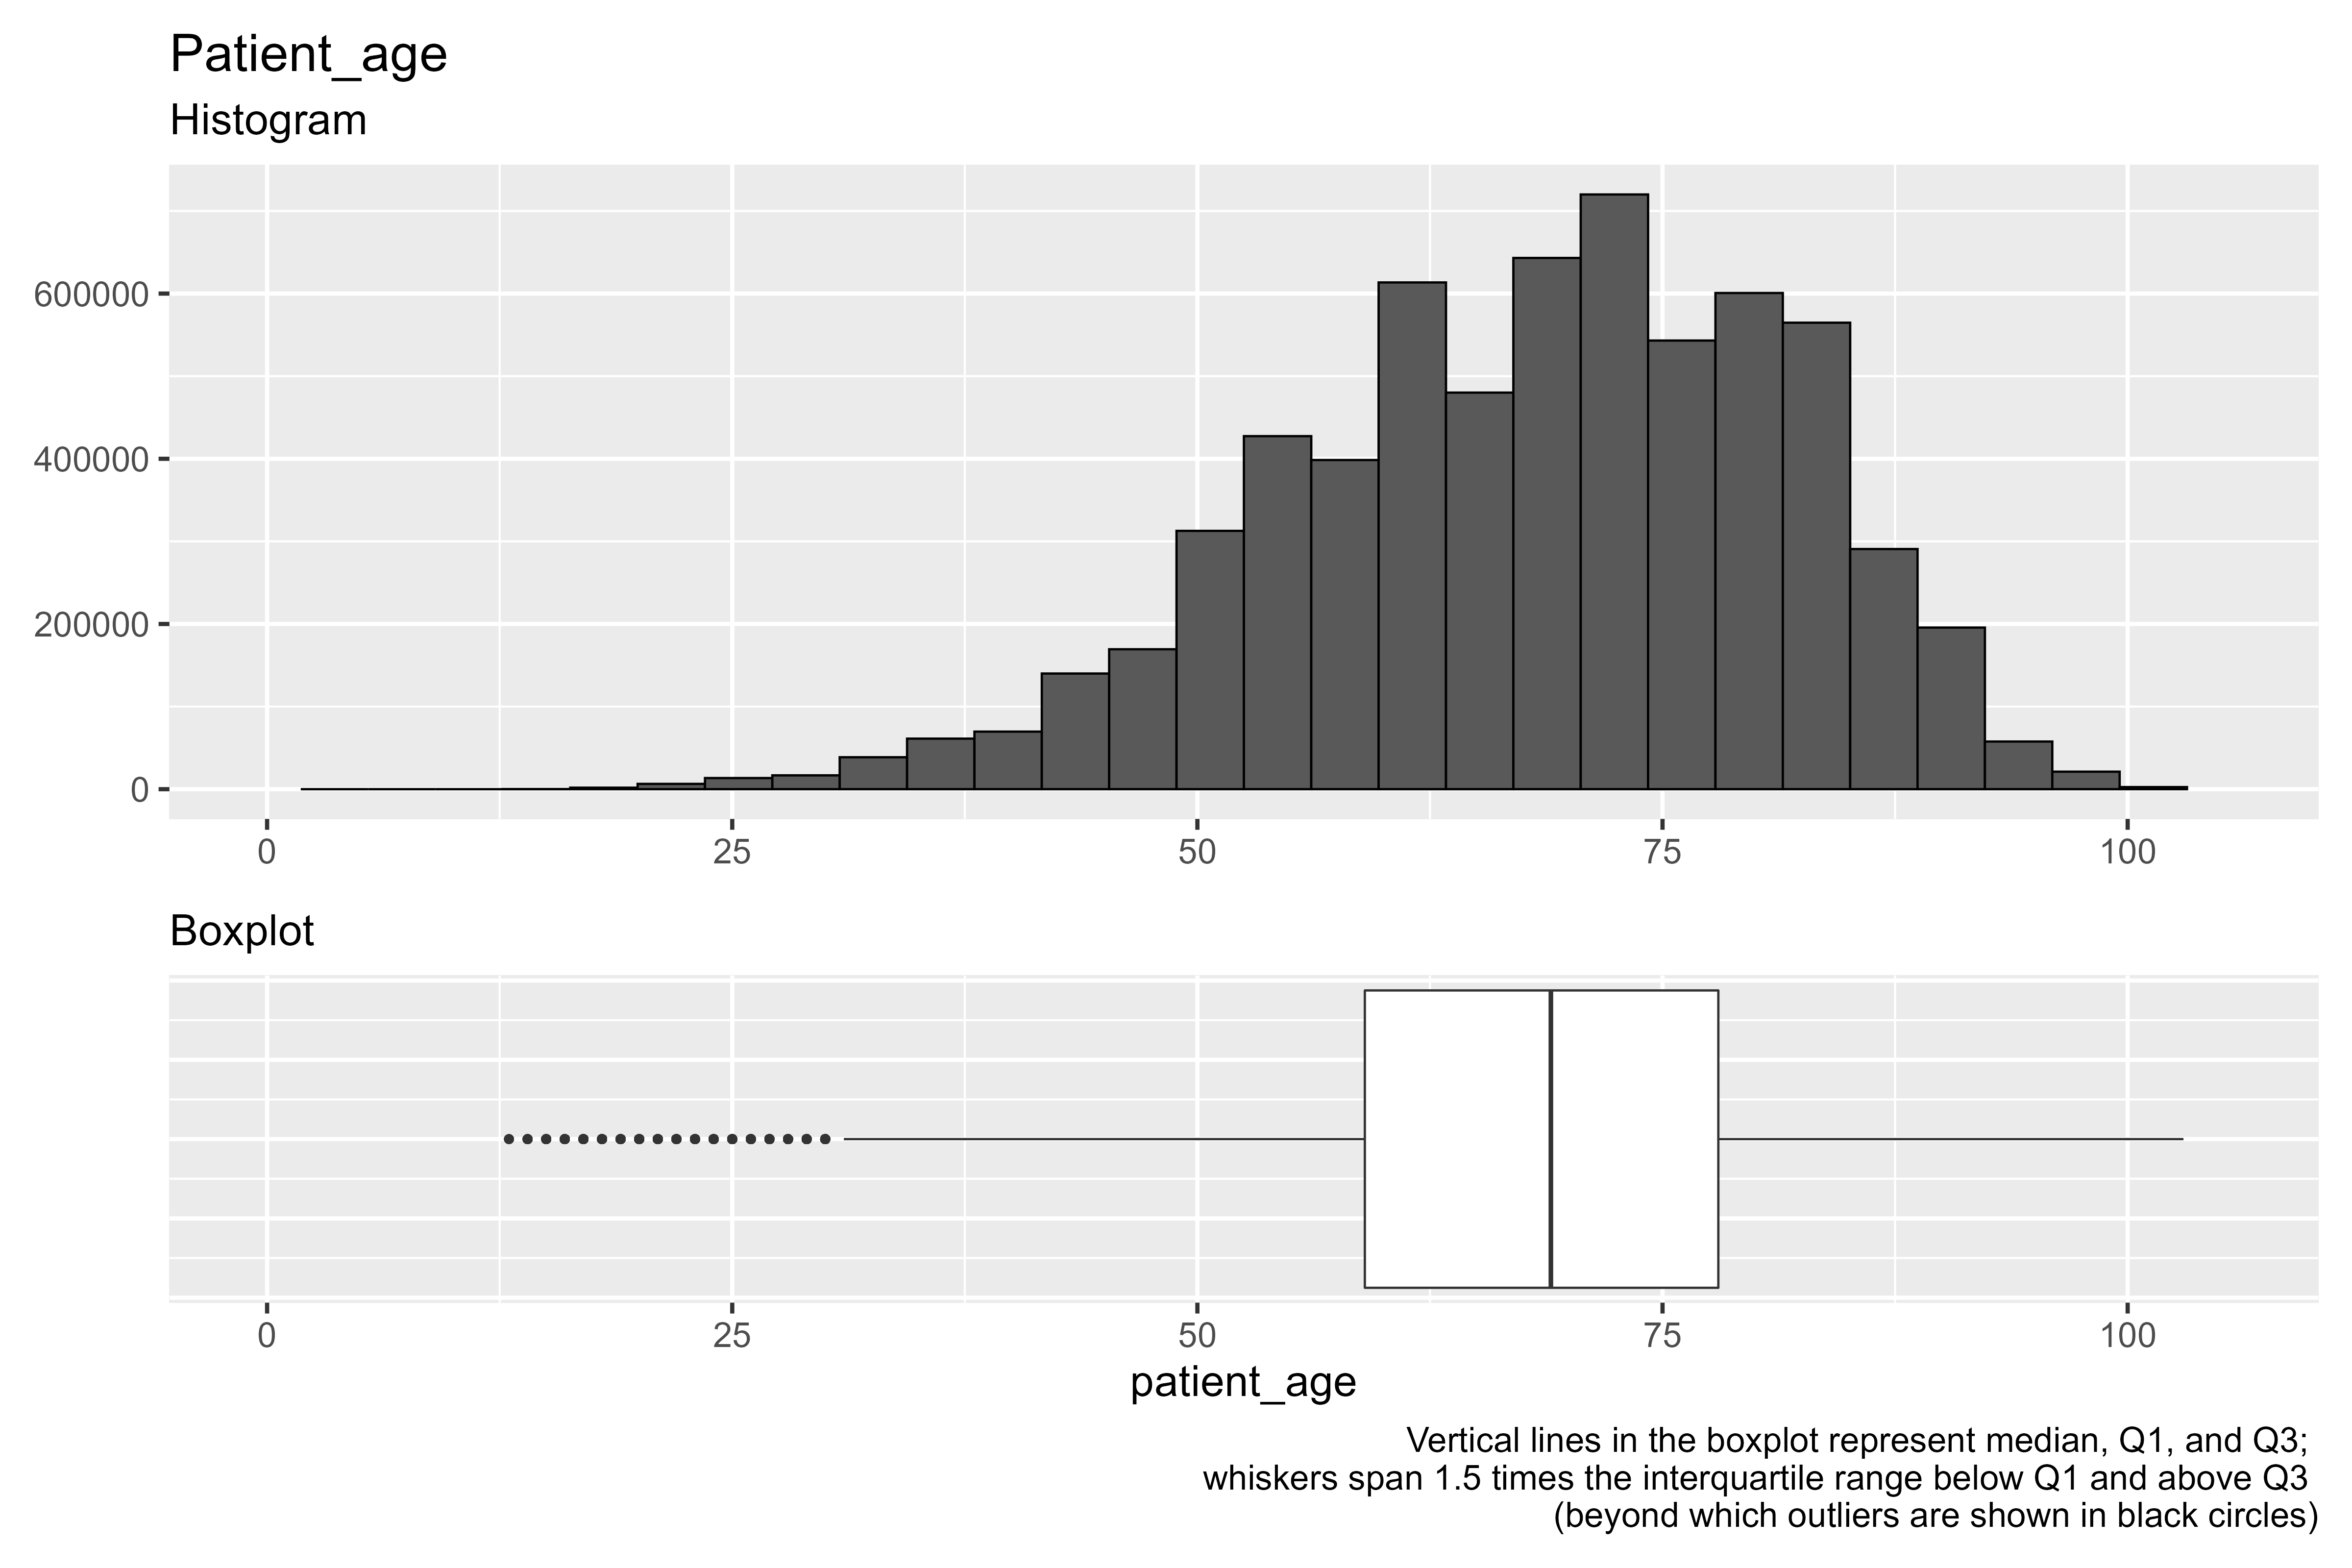 Patient_age
Histogram
600000
400000
200000
0
0 25 50 75 100
Boxplot
0 25 50 75 100
patient_age
Vertical lines in the boxplot represent median, Q1, and Q3;
whiskers span 1.5 times the interquartile range below Q1 and above Q3
(beyond which outliers are shown in black circles)